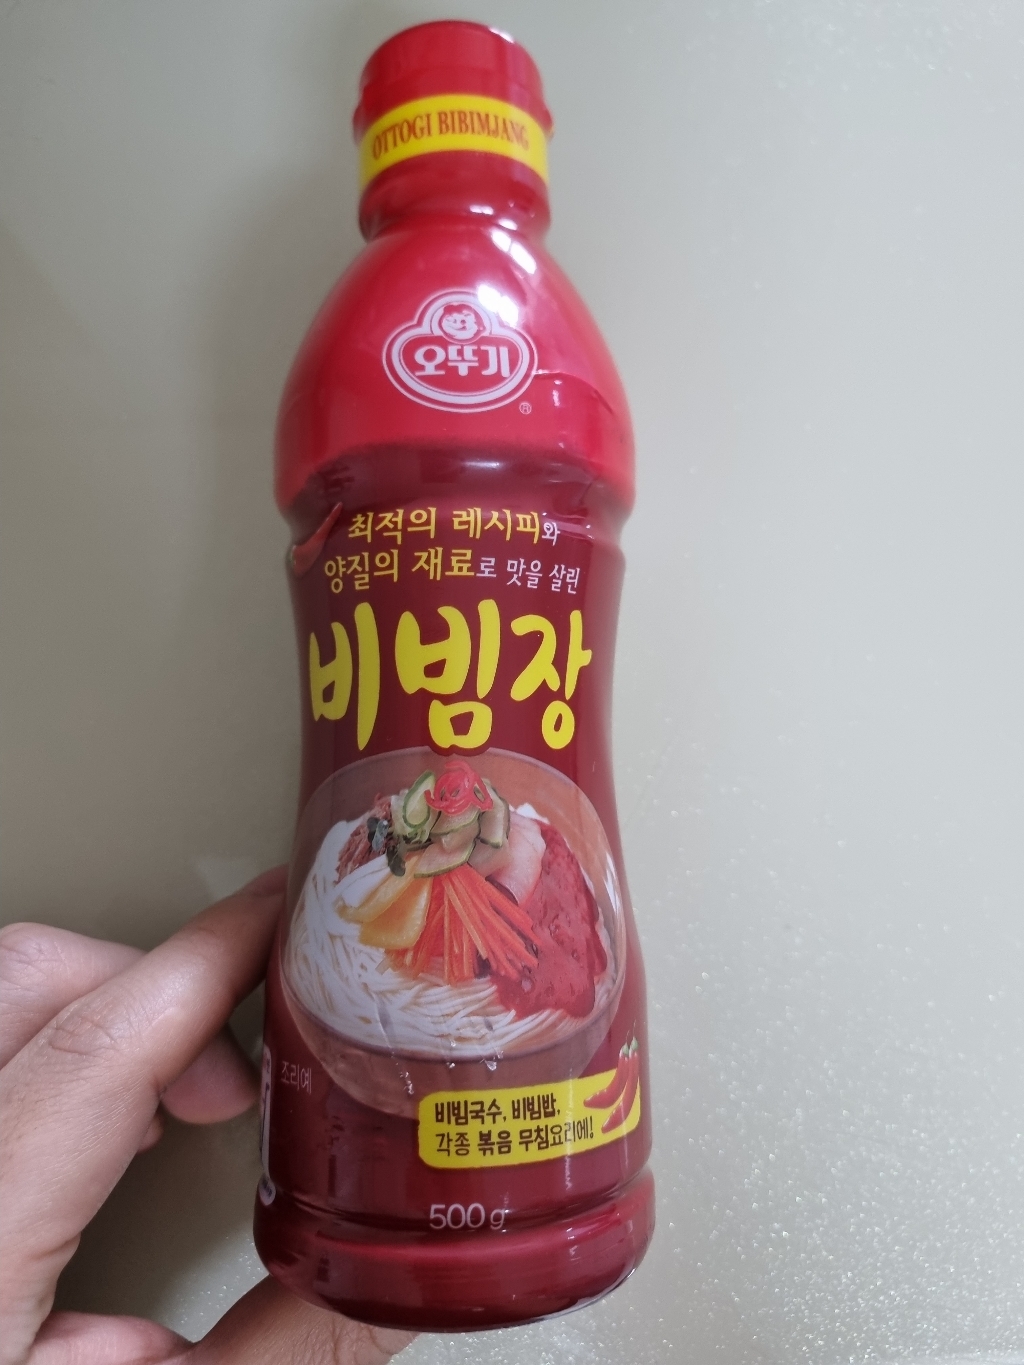 OTTOGI BIBIMJANG
오뚜기
최적의 레시피와
양질의 재료로 맛을 살린
비빔장
조리예
비빔국수, 비빔밥,
각종 볶음 무침요리에!
500g